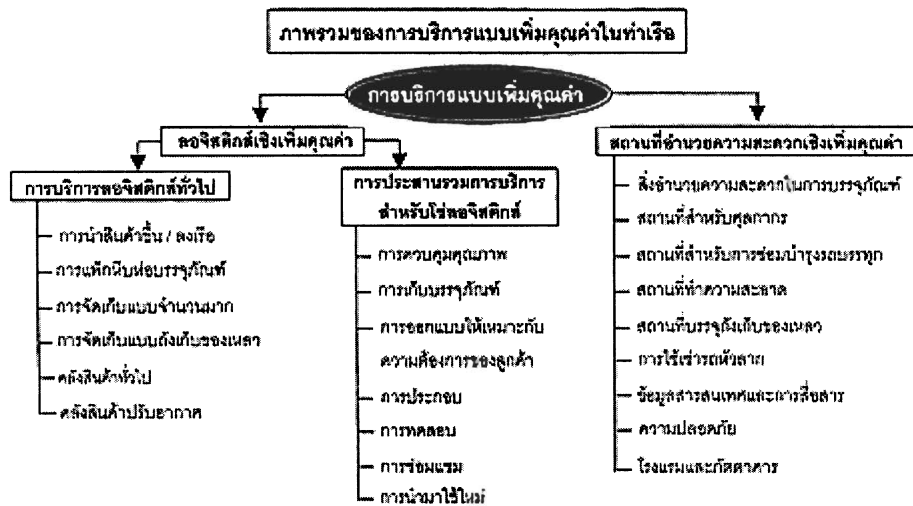 ภาพรวมของการบริการแบบเพิ่มคุณค่าในท่าเรือ
การบริการแบบเพิ่มคุณค่า
ลอจิสติกส์เชิงเพิ่มคุณค่า
สถานที่อำนวยความสะดวกเชิงเพิ่มคุณค่า
การบริการลอจิสติกส์ทั่วไป
การนำสินค้าขึ้น / ลงเรือ
การแพ็กหีบห่อบรรจุภัณฑ์
การจัดเก็บแบบจำนวนมาก
การจัดเก็บแบบถังเก็บของเหลว
คลังสินค้าทั่วไป
คลังสินค้าปรับอากาศ
การประสานรวมการบริการ
สำหรับโซ่ลอจิสติกส์
การควบคุมคุณภาพ
การเก็บบรรจุภัณฑ์
การออกแบบให้เหมาะกับ
ความต้องการของลูกค้า
การประกอบ
การทดสอบ
การซ่อมแซม
การนำมาใช้ใหม่
สิ่งอำนวยความสะดวกในการบรรจุภัณฑ์
สถานที่สำหรับศุลกากร
สถานที่สำหรับการซ่อมบำรุงรถบรรทุก
สถานที่ทำความสะอาด
สถานที่บรรจุถังเก็บของเหลว
การใช้เช่ารถหัวลาก
ข้อมูลสารสนเทศและการสื่อสาร
ความปลอดภัย
โรงแรมและภัตตาคาร